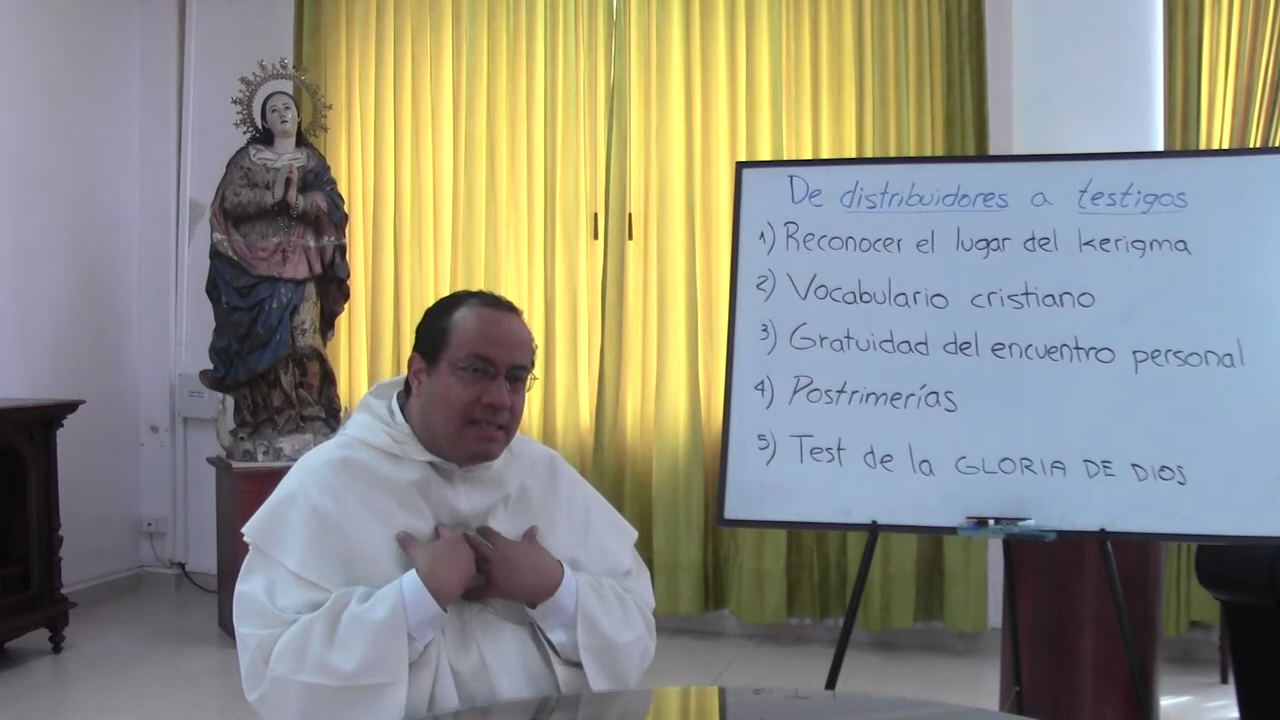 De distribuidores a testigos
1) Reconocer el lugar del kerigma
2) Vocabulario cristiano
3) Gratuidad del encuentro personal
4) Postrimerías
5) Test de la GLORIA DE DIOS